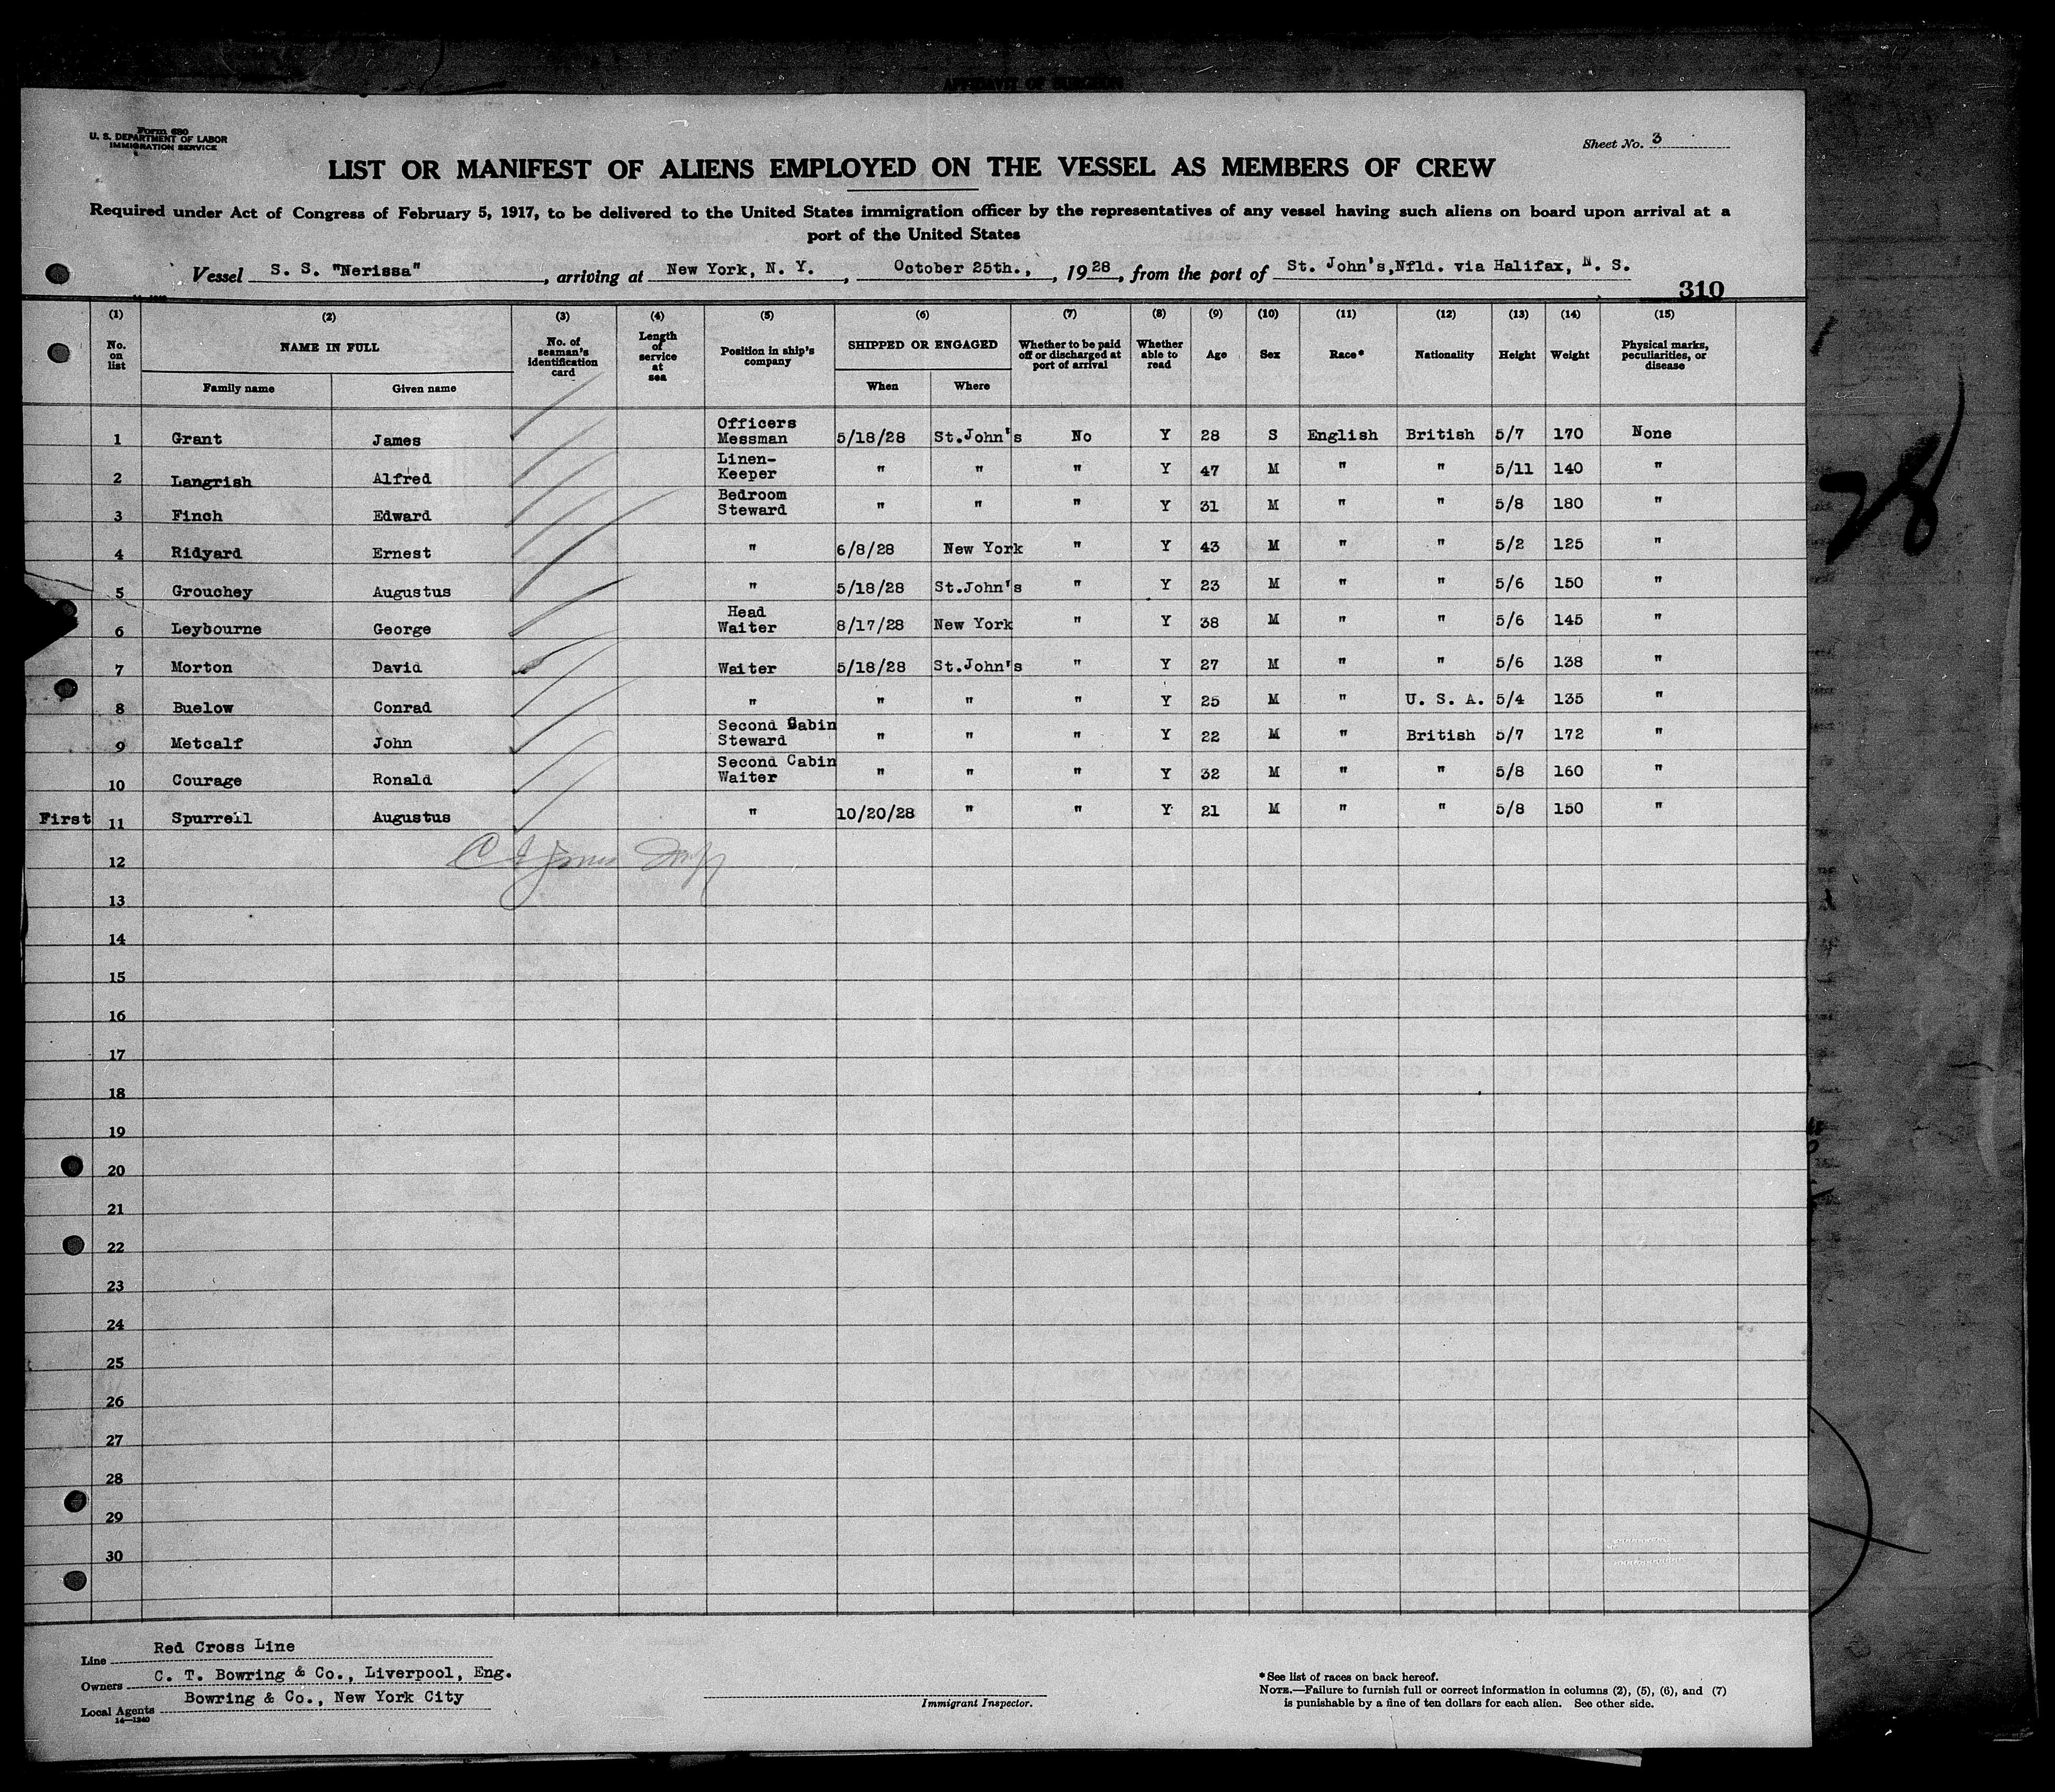 AFFIDAVIT OF SURGEON
Form 680
U. S. DEPARTMENT OF LABOR
IMMIGRATION SERVICE
Sheet No. 3
LIST OR MANIFEST OF ALIENS EMPLOYED ON THE VESSEL AS MEMBERS OF CREW
Required under Act of Congress of February 5, 1917, to be delivered to the United States immigration officer by the representatives of any vessel having such aliens on board upon arrival at a
port of the United States
Vessel S. S. "Nerissa", arriving at New York, N. Y., October 25th., , 1928, from the port of St. John's,Nfld. via Halifax, N. S.
310
(1) (2) (3) (4) (5) (6) (7) (8) (9) (10) (11) (12) (13) (14) (15)
No. on list NAME IN FULL Family name Given name No. of seaman's identification card Length of service at sea Position in ship's company SHIPPED OR ENGAGED When Where Whether to be paid off or discharged at port of arrival Whether able to read Age Sex Race* Nationality Height Weight Physical marks, peculiarities, or disease
1 Grant James Officers Messman 5/18/28 St.John's No Y 28 S English British 5/7 170 None
2 Langrish Alfred Linen-Keeper " " " Y 47 M " " 5/11 140 "
3 Finch Edward Bedroom Steward " " " Y 31 M " " 5/8 180 "
4 Ridyard Ernest " 6/8/28 New York " Y 43 M " " 5/2 125 "
5 Grouchey Augustus " 5/18/28 St.John's " Y 23 M " " 5/6 150 "
6 Leybourne George Head Waiter 8/17/28 New York " Y 38 M " " 5/6 145 "
7 Morton David Waiter 5/18/28 St.John's " Y 27 M " " 5/6 138 "
8 Buelow Conrad " " " " Y 25 M " U. S. A. 5/4 135 "
9 Metcalf John Second Cabin Steward " " " Y 22 M " British 5/7 172 "
10 Courage Ronald Second Cabin Waiter " " " Y 32 M " " 5/8 160 "
First 11 Spurrell Augustus " 10/20/28 " " Y 21 M " " 5/8 150 "
12
13
14
15
16
17
18
19
20
21
22
23
24
25
26
27
28
29
30
28
Line Red Cross Line
Owners C. T. Bowring & Co., Liverpool, Eng.
Local Agents Bowring & Co., New York City
14—1240
Immigrant Inspector.
*See list of races on back hereof.
NOTE.—Failure to furnish full or correct information in columns (2), (5), (6), and (7)
is punishable by a fine of ten dollars for each alien. See other side.